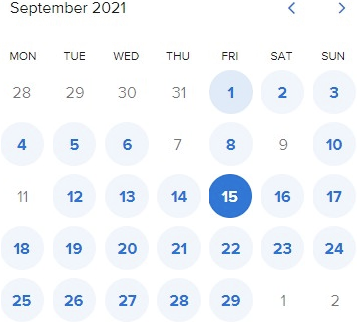 September 2021
MON TUE WED THU FRI SAT SUN
28 29 30 31 1 2 3
4 5 6 7 8 9 10
11 12 13 14 15 16 17
18 19 20 21 22 23 24
25 26 27 28 29 1 2